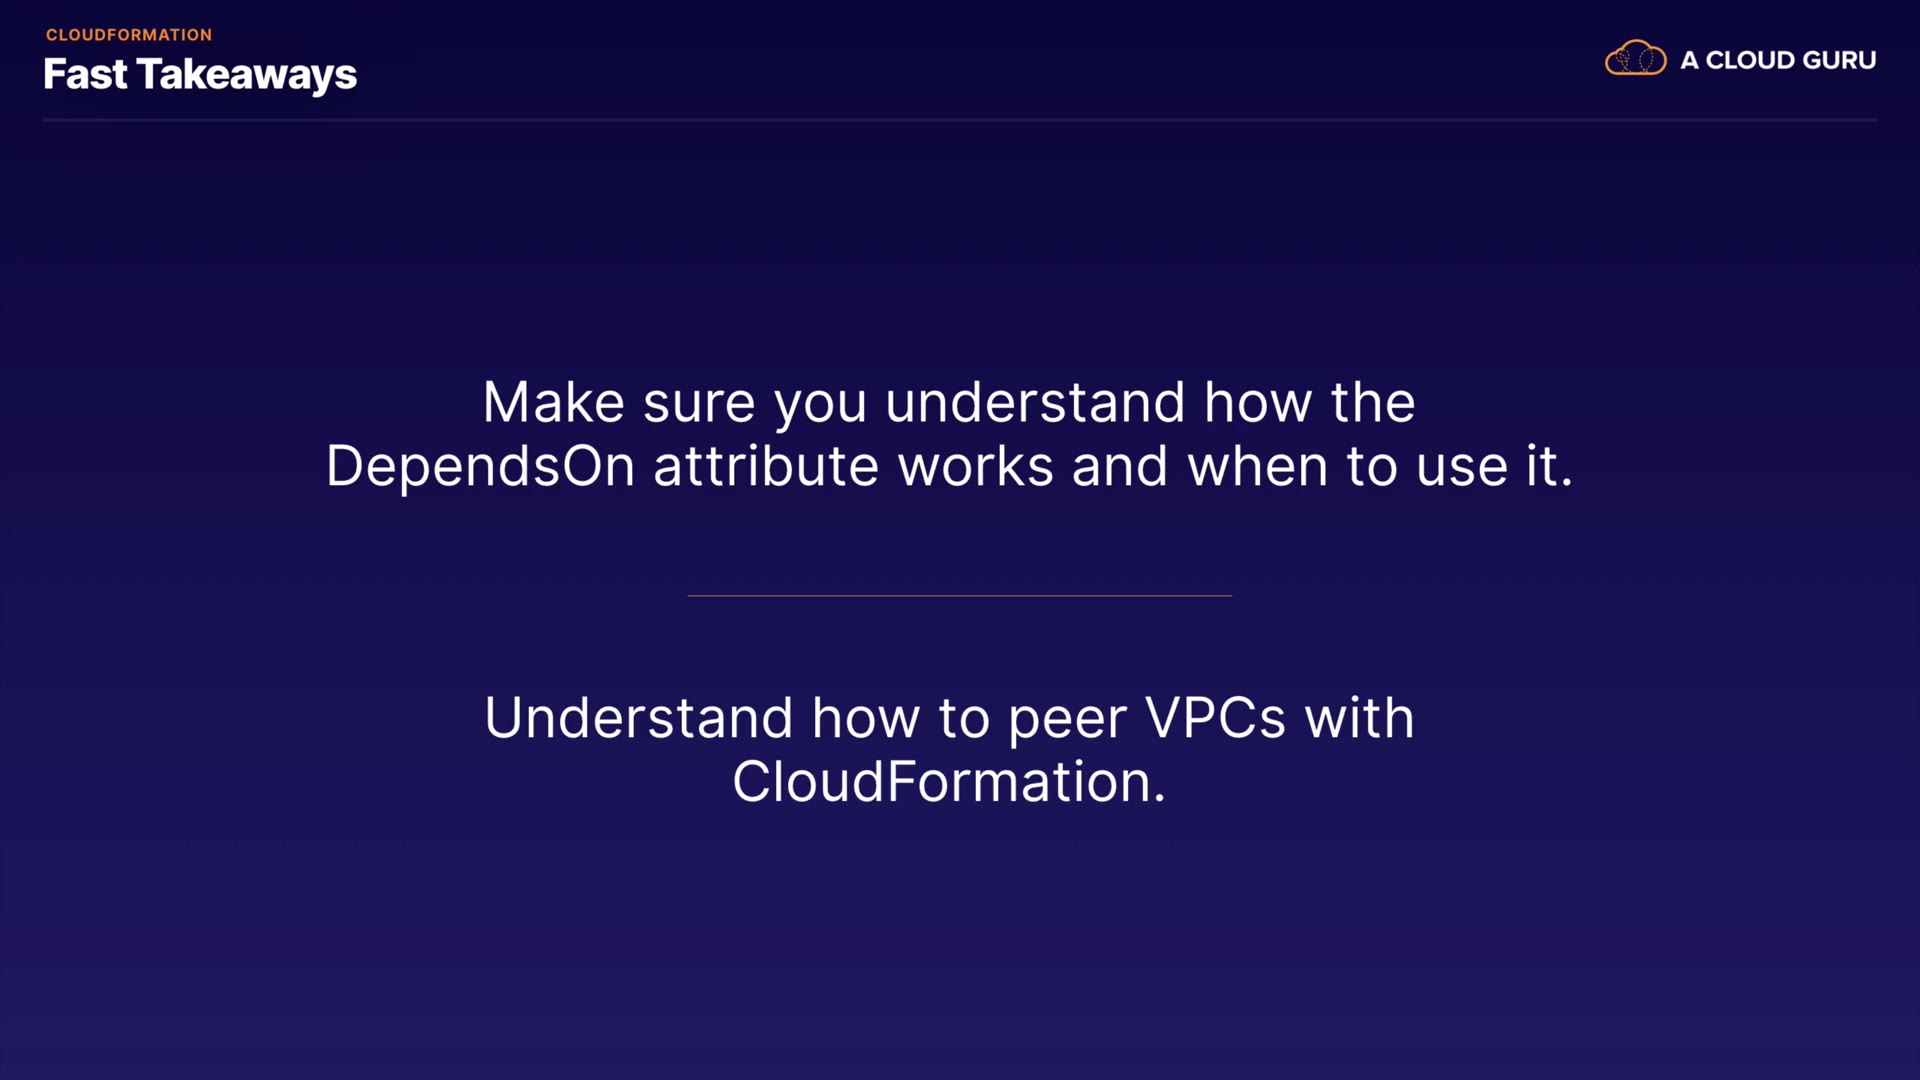 CLOUDFORMATION
Fast Takeaways
A CLOUD GURU
Make sure you understand how the
DependsOn attribute works and when to use it.
Understand how to peer VPCs with
CloudFormation.